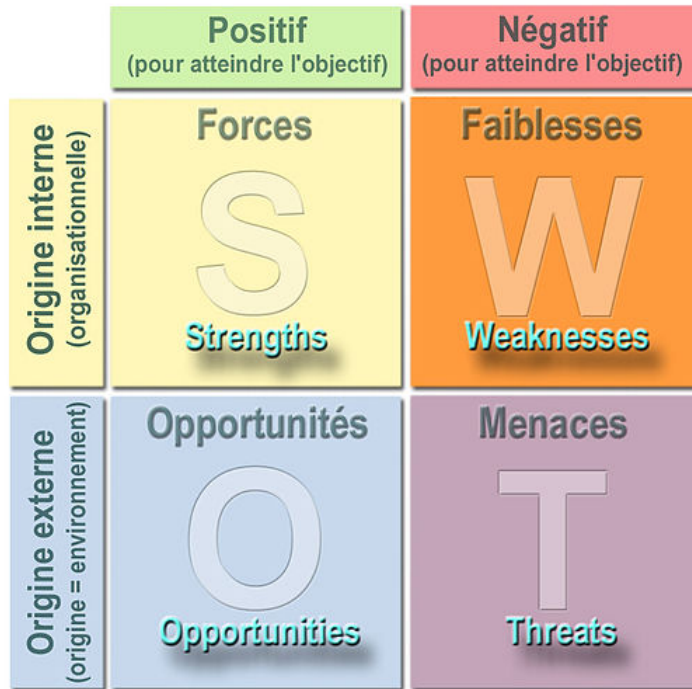 Positif
(pour atteindre l'objectif)
Négatif
(pour atteindre l'objectif)
Origine interne
(organisationnelle)
Forces
S
Strengths
Faiblesses
W
Weaknesses
Origine externe
(origine = environnement)
Opportunités
O
Opportunities
Menaces
T
Threats